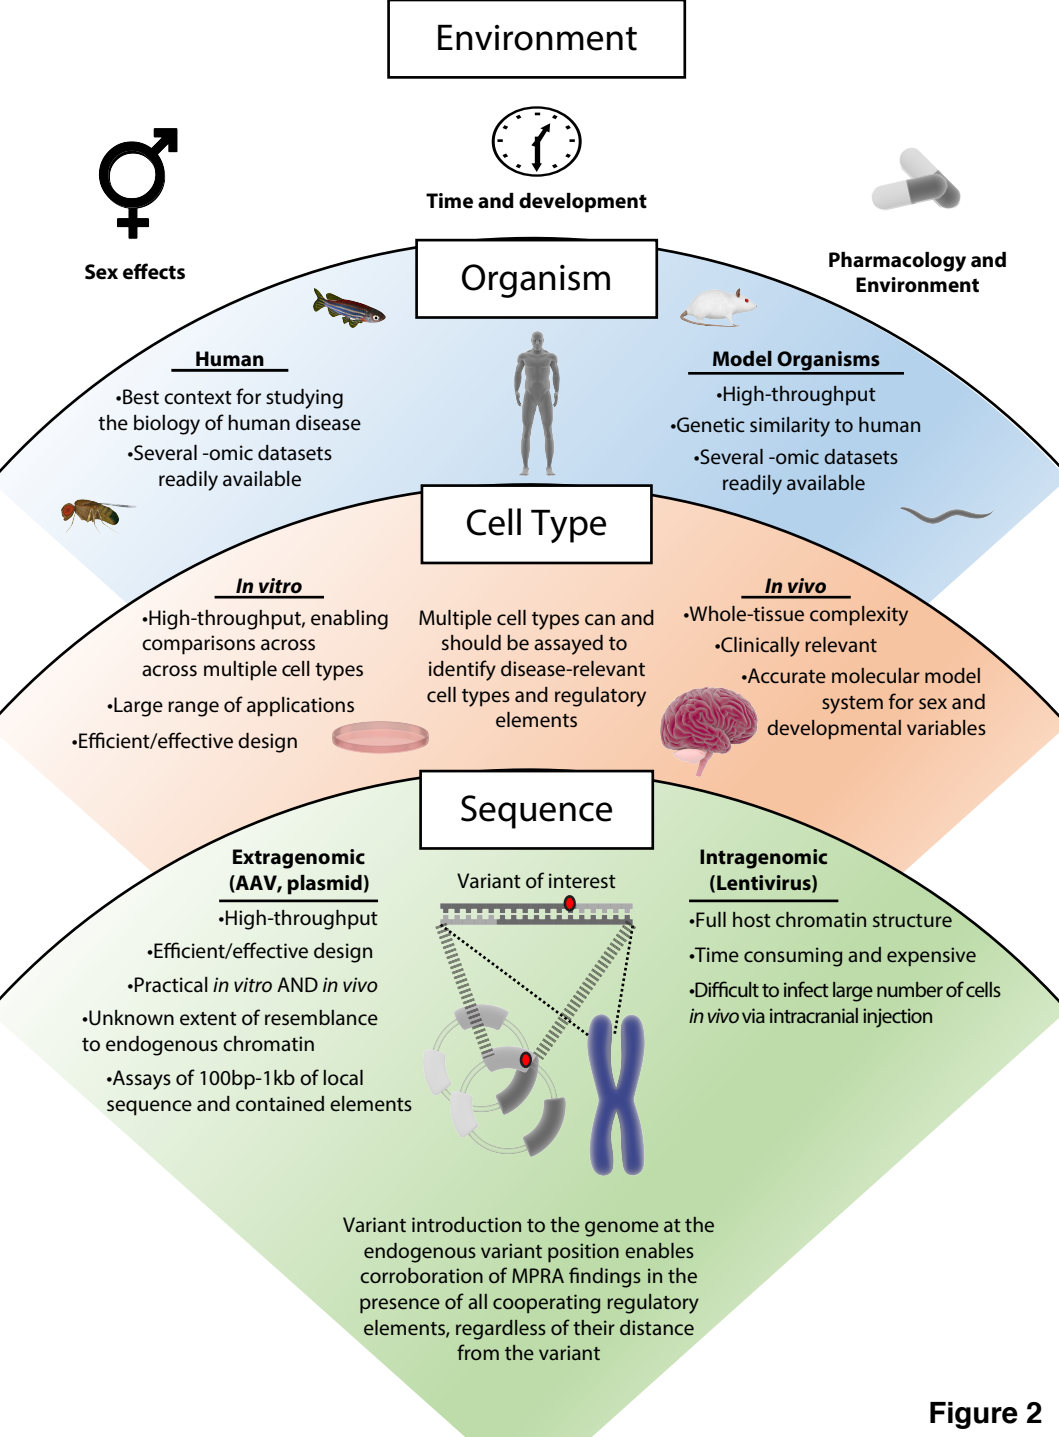 Environment
Time and development
Sex effects
Pharmacology and
Environment
Organism
Human
•Best context for studying
the biology of human disease
•Several -omic datasets
readily available
Model Organisms
•High-throughput
•Genetic similarity to human
•Several -omic datasets
readily available
Cell Type
In vitro
•High-throughput, enabling
comparisons across
across multiple cell types
•Large range of applications
•Efficient/effective design
Multiple cell types can and
should be assayed to
identify disease-relevant
cell types and regulatory
elements
In vivo
•Whole-tissue complexity
•Clinically relevant
•Accurate molecular model
system for sex and
developmental variables
Sequence
Extragenomic
(AAV, plasmid)
•High-throughput
•Efficient/effective design
•Practical in vitro AND in vivo
•Unknown extent of resemblance
to endogenous chromatin
•Assays of 100bp-1kb of local
sequence and contained elements
Variant of interest
Intragenomic
(Lentivirus)
•Full host chromatin structure
•Time consuming and expensive
•Difficult to infect large number of cells
in vivo via intracranial injection
Variant introduction to the genome at the
endogenous variant position enables
corroboration of MPRA findings in the
presence of all cooperating regulatory
elements, regardless of their distance
from the variant
Figure 2